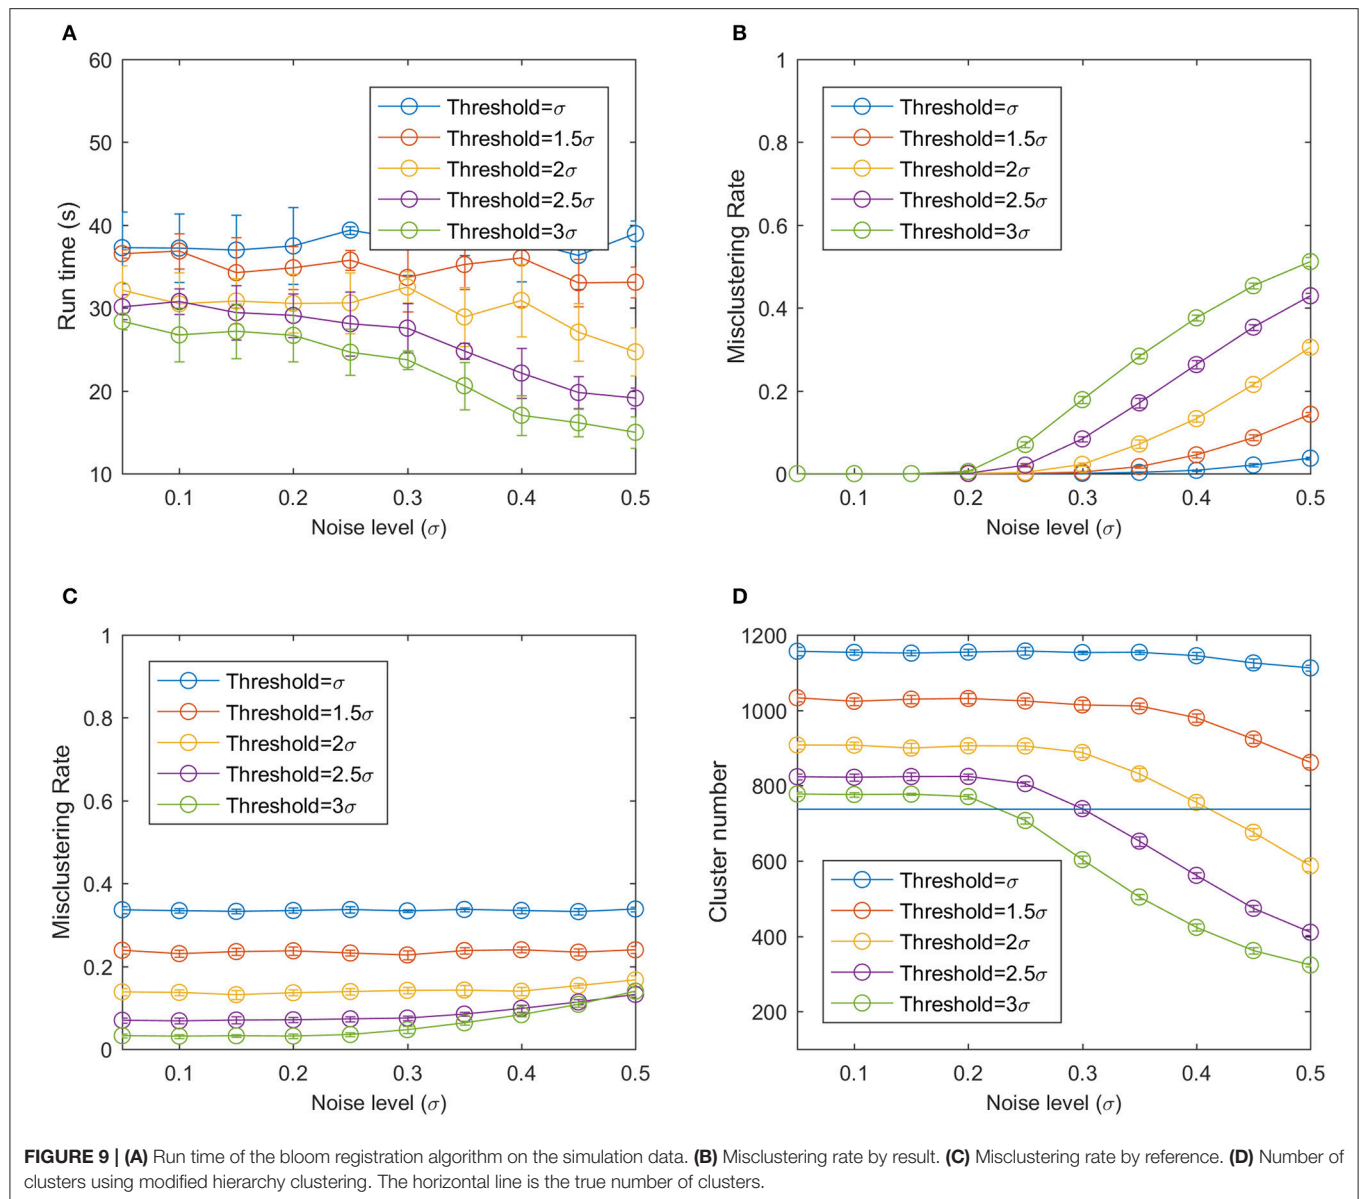 A
60
50
40
30
20
10
Run time (s)
Threshold=σ
Threshold=1.5σ
Threshold=2σ
Threshold=2.5σ
Threshold=3σ
0.1 0.2 0.3 0.4 0.5
Noise level (σ)
B
1
0.8
0.6
0.4
0.2
0
Misclustering Rate
Threshold=σ
Threshold=1.5σ
Threshold=2σ
Threshold=2.5σ
Threshold=3σ
0.1 0.2 0.3 0.4 0.5
Noise level (σ)
C
1
0.8
0.6
0.4
0.2
0
Misclustering Rate
Threshold=σ
Threshold=1.5σ
Threshold=2σ
Threshold=2.5σ
Threshold=3σ
0.1 0.2 0.3 0.4 0.5
Noise level (σ)
D
1200
1000
800
600
400
200
Cluster number
Threshold=σ
Threshold=1.5σ
Threshold=2σ
Threshold=2.5σ
Threshold=3σ
0.1 0.2 0.3 0.4 0.5
Noise level (σ)
FIGURE 9 | (A) Run time of the bloom registration algorithm on the simulation data. (B) Misclustering rate by result. (C) Misclustering rate by reference. (D) Number of
clusters using modified hierarchy clustering. The horizontal line is the true number of clusters.